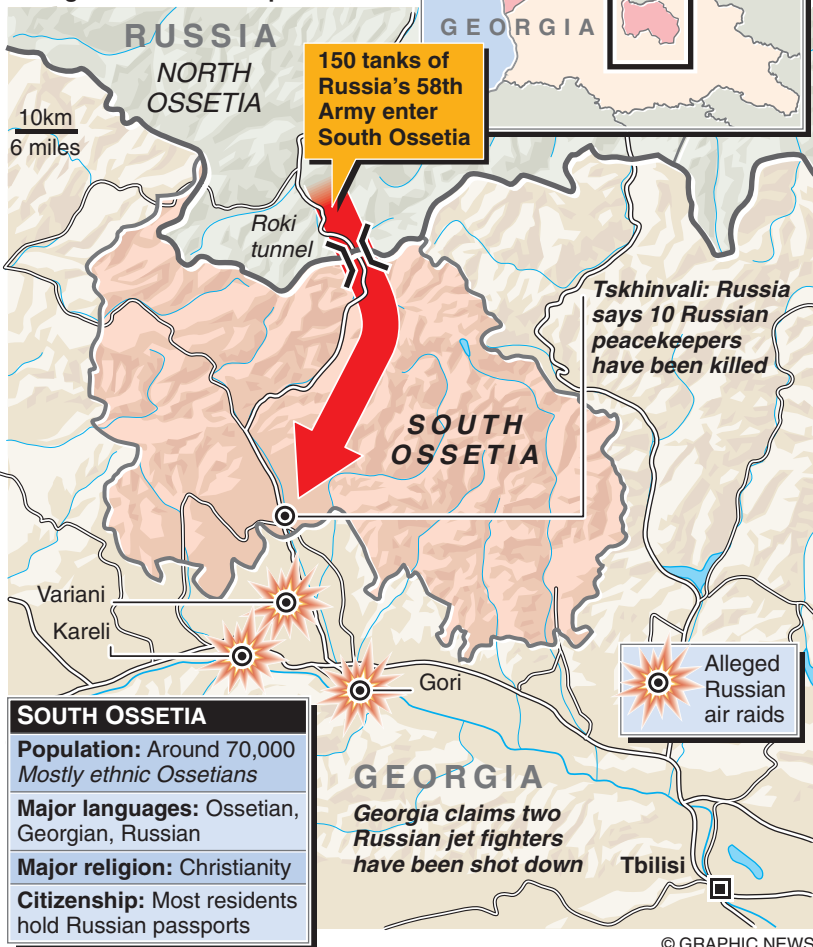 RUSSIA
NORTH
OSSETIA
GEORGIA
150 tanks of
Russia's 58th
Army enter
South Ossetia
10km
6 miles
Roki
tunnel
Tskhinvali: Russia
says 10 Russian
peacekeepers
have been killed
SOUTH
OSSETIA
Variani
Kareli
Gori
Alleged
Russian
air raids
SOUTH OSSETIA
Population: Around 70,000
Mostly ethnic Ossetians
Major languages: Ossetian,
Georgian, Russian
Major religion: Christianity
Citizenship: Most residents
hold Russian passports
GEORGIA
Georgia claims two
Russian jet fighters
have been shot down
Tbilisi
© GRAPHIC NEWS